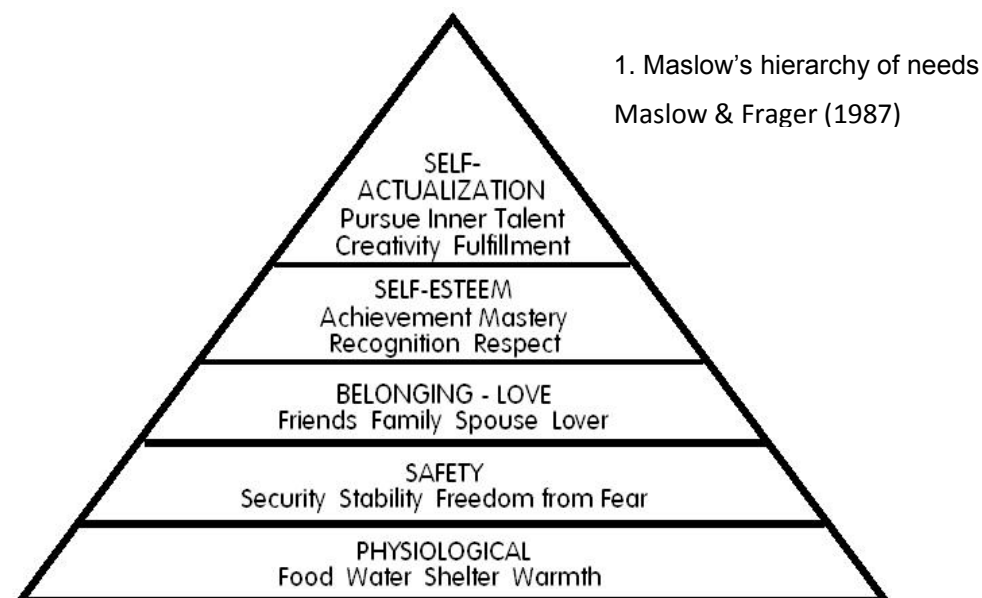 1. Maslow’s hierarchy of needs
Maslow & Frager (1987)
SELF-
ACTUALIZATION
Pursue Inner Talent
Creativity Fulfillment
SELF-ESTEEM
Achievement Mastery
Recognition Respect
BELONGING - LOVE
Friends Family Spouse Lover
SAFETY
Security Stability Freedom from Fear
PHYSIOLOGICAL
Food Water Shelter Warmth